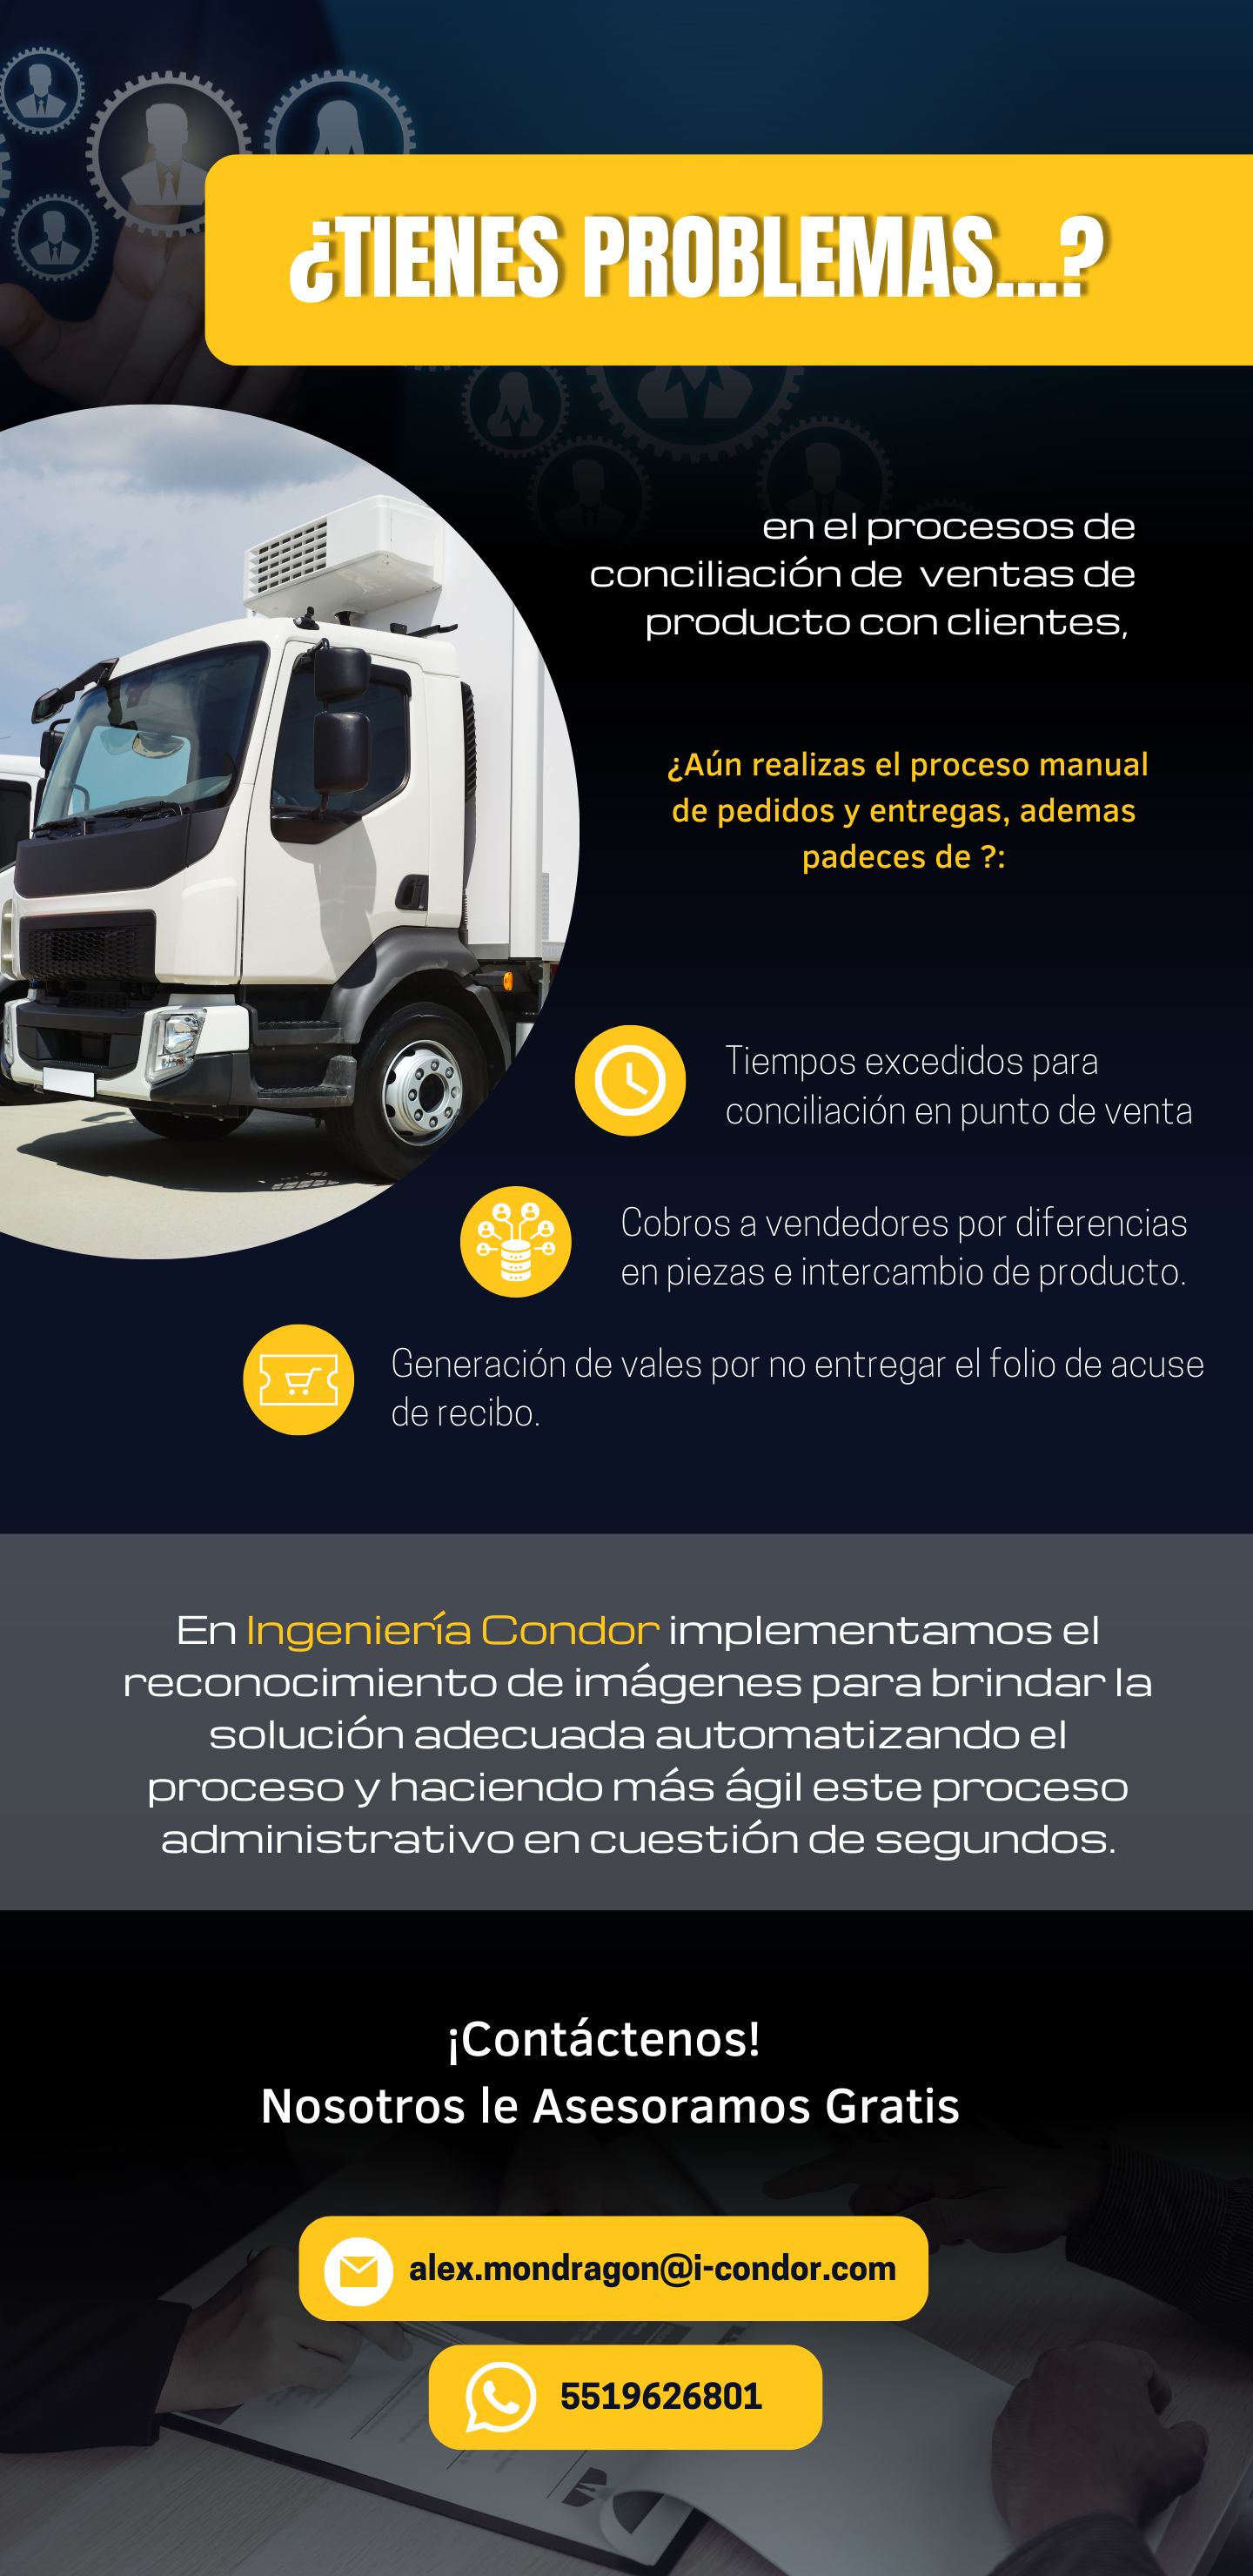 ¿TIENES PROBLEMAS....?
en el procesos de
conciliación de ventas de
producto con clientes,
¿Aún realizas el proceso manual
de pedidos y entregas, ademas
padeces de ?:
Tiempos excedidos para
conciliación en punto de venta
Cobros a vendedores por diferencias
en piezas e intercambio de producto.
Generación de vales por no entregar el folio de acuse
de recibo.
En Ingeniería Condor implementamos el
reconocimiento de imágenes para brindar la
solución adecuada automatizando el
proceso y haciendo más ágil este proceso
administrativo en cuestión de segundos.
¡Contáctenos!
Nosotros le Asesoramos Gratis
alex.mondragon@i-condor.com
5519626801